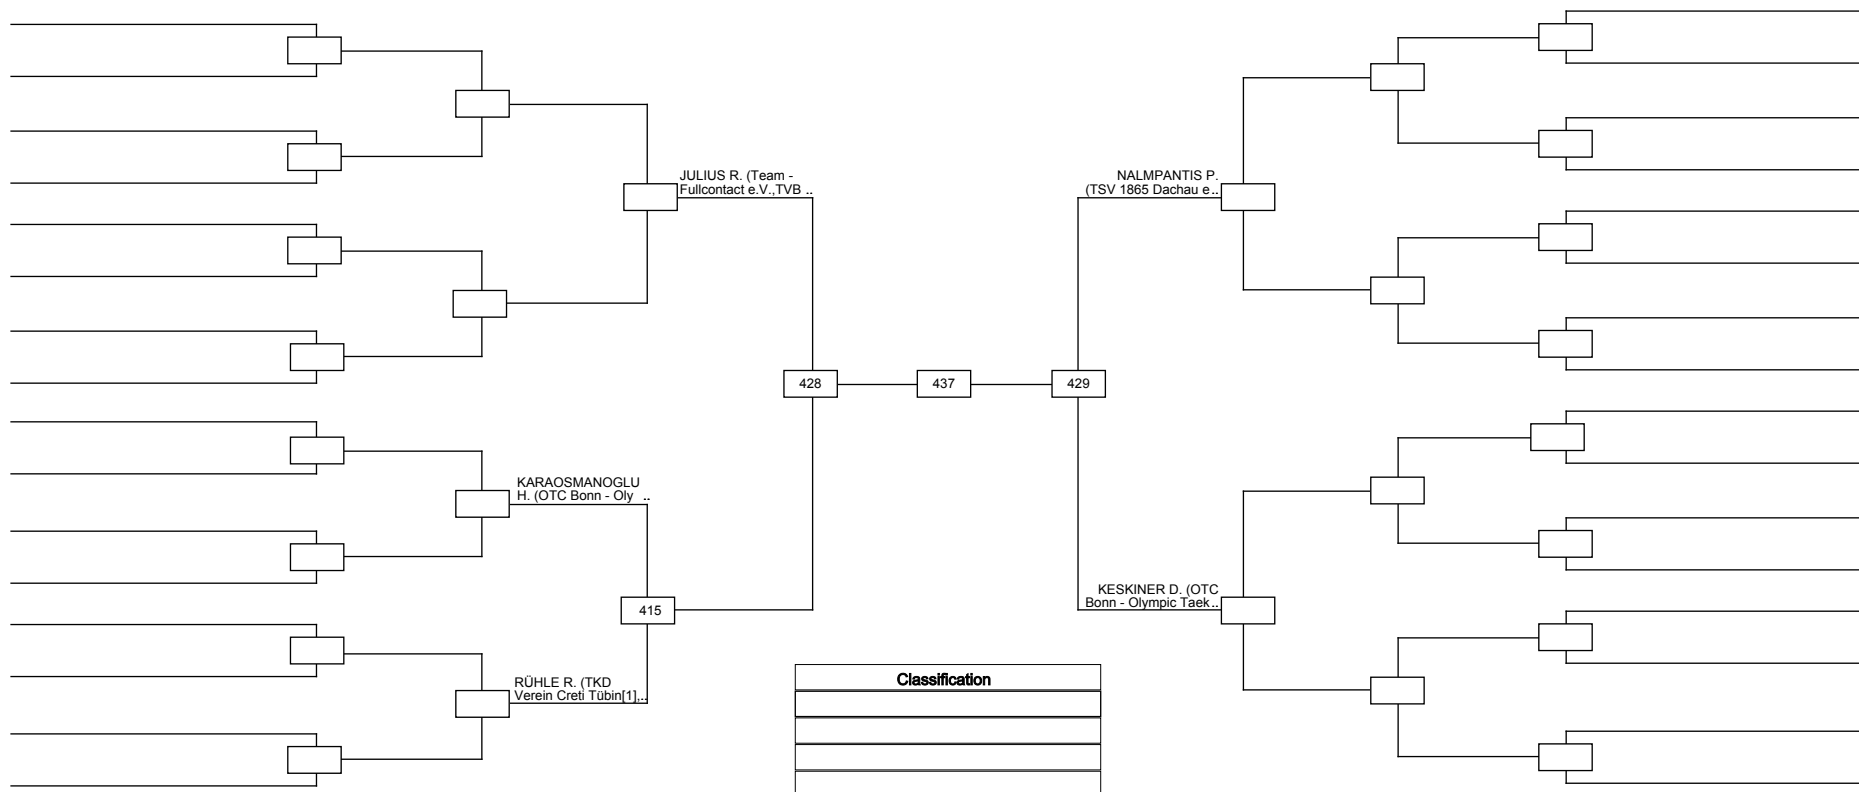 JULIUS R. (Team -
Fullcontact e.V.,TVB ..
NALMPANTIS P.
(TSV 1865 Dachau e..
428
437
429
KARAOSMANOGLU
H. (OTC Bonn - Oly ..
415
KESKINER D. (OTC
Bonn - Olympic Taek..
RÜHLE R. (TKD
Verein Creti Tübin[1],..
Classification